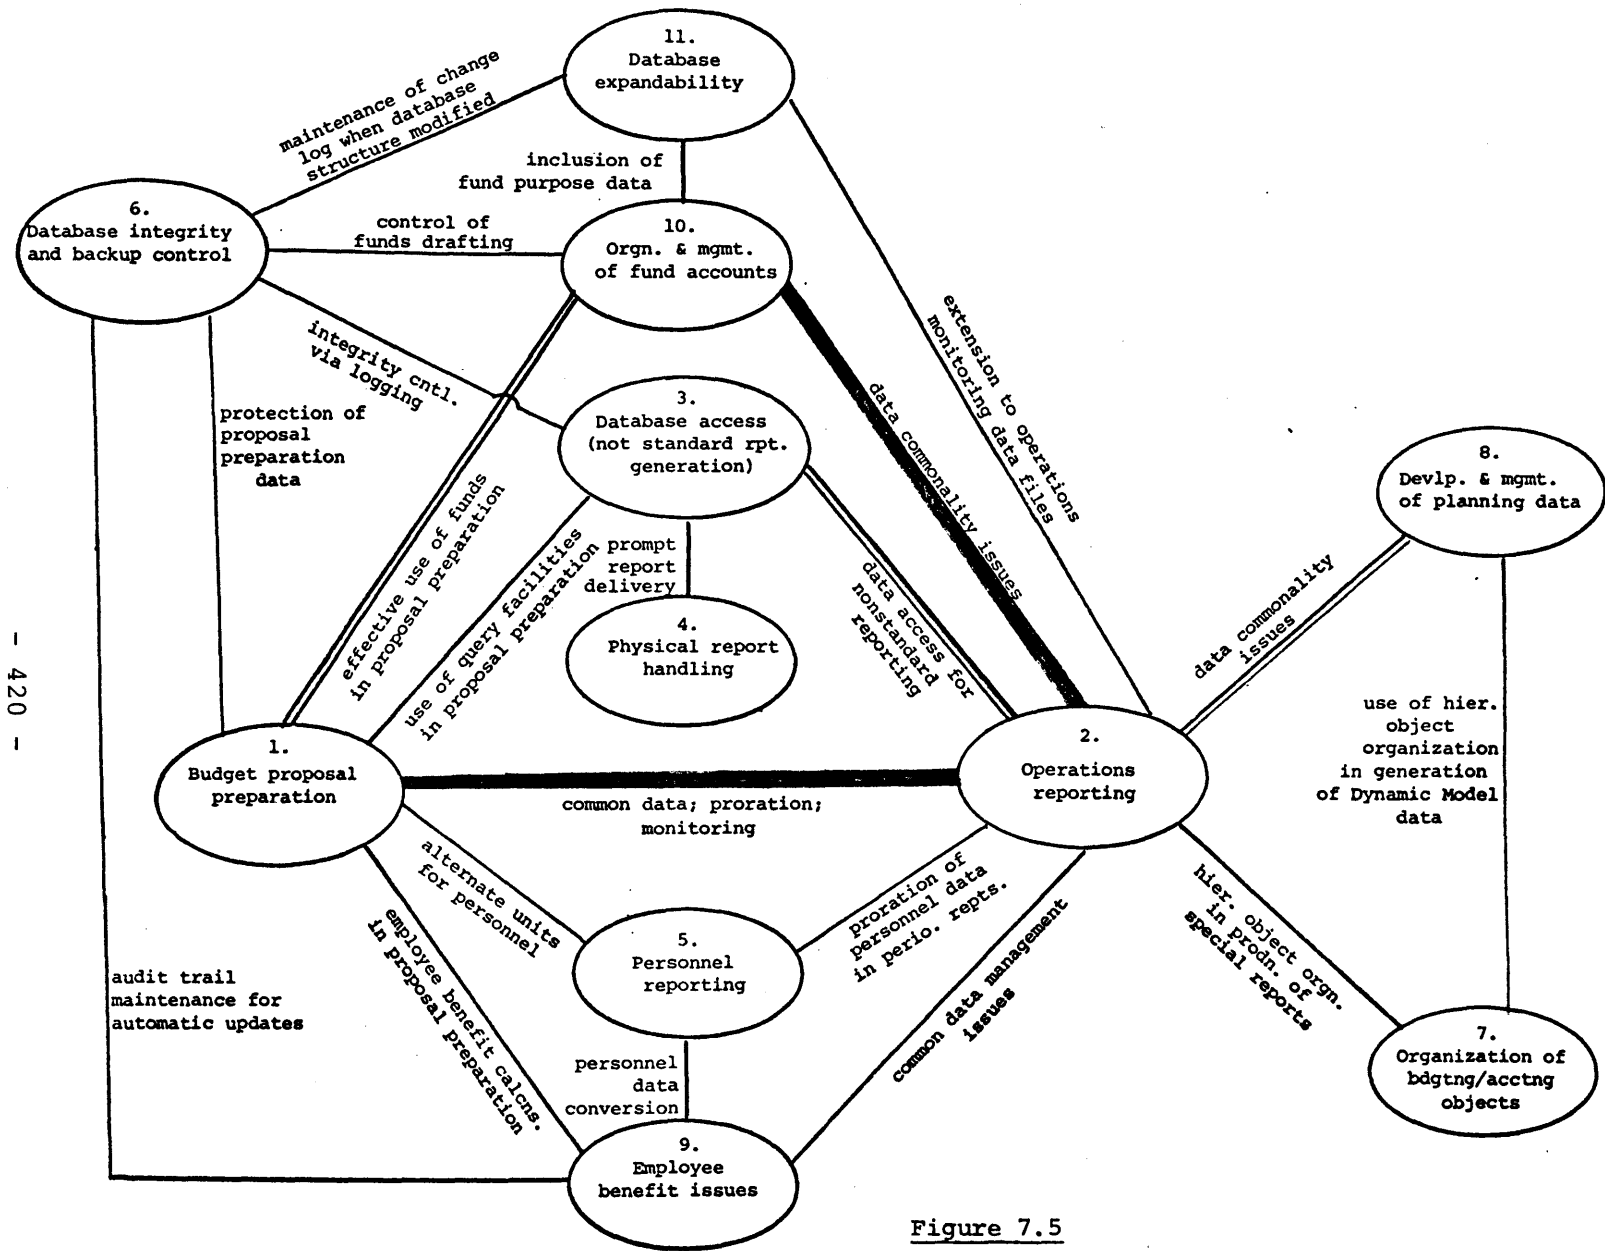 11.
Database
expandability
maintenance of change
log when database
structure modified
inclusion of
fund purpose data
6.
Database integrity
and backup control
control of
funds drafting
10.
Orgn. & mgmt.
of fund accounts
integrity cntl.
via logging
extension to operations
monitoring data files
data commonality issues
protection of
proposal
preparation
data
3.
Database access
(not standard rpt.
generation)
8.
Devlp. & mgmt.
of planning data
effective use of funds
in proposal preparation
use of query facilities
in proposal preparation
prompt
report
delivery
data access for
nonstandard
reporting
4.
Physical report
handling
data commonality
issues
- 420 -
use of hier.
object
organization
in generation
of Dynamic Model
data
1.
Budget proposal
preparation
2.
Operations
reporting
common data; proration;
monitoring
alternate units
for personnel
proration of
personnel data
in perio. repts.
hier. object orgn.
in prodn. of
special reports
employee benefit calcns.
in proposal preparation
5.
Personnel
reporting
common data management
issues
audit trail
maintenance for
automatic updates
personnel
data
conversion
7.
Organization of
bdgtng/acctng
objects
9.
Employee
benefit issues
Figure 7.5